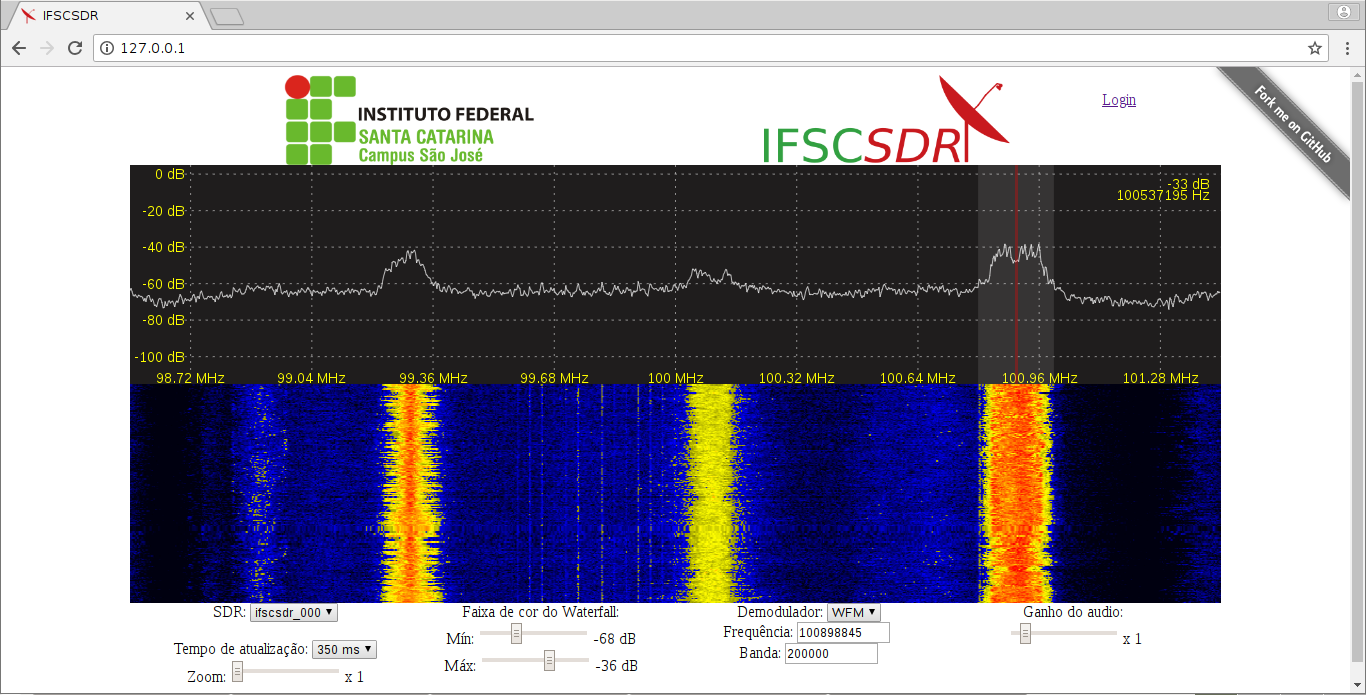 IFSCSDR
127.0.0.1
INSTITUTO FEDERAL
SANTA CATARINA
Campus São José
IFSCSDR
Login
Fork me on GitHub
0 dB
-20 dB
-40 dB
-60 dB
-80 dB
-100 dB
-33 dB
100537195 Hz
98.72 MHz 99.04 MHz 99.36 MHz 99.68 MHz 100 MHz 100.32 MHz 100.64 MHz 100.96 MHz 101.28 MHz
SDR: ifscsdr_000
Tempo de atualização: 350 ms
Zoom: x 1
Faixa de cor do Waterfall:
Mín: -68 dB
Máx: -36 dB
Demodulador: WFM
Frequência: 100898845
Banda: 200000
Ganho do audio:
x 1